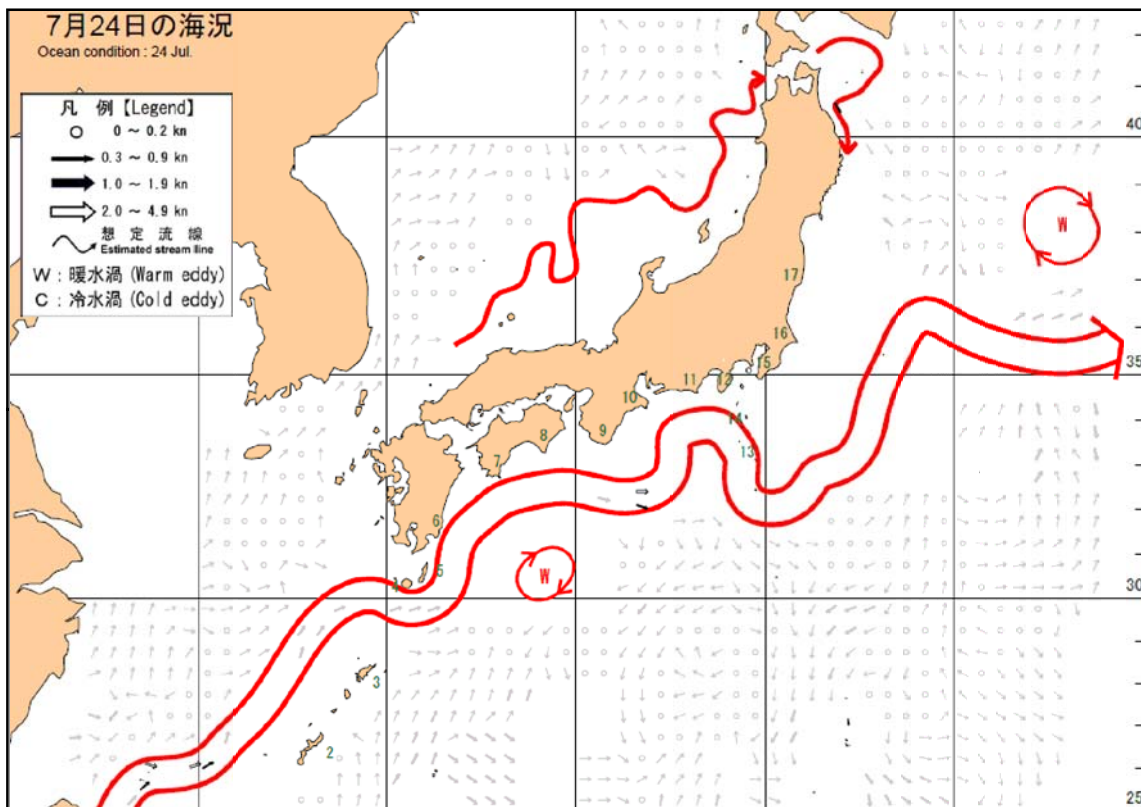 7月24日の海況
Ocean condition : 24 Jul.
凡 例【Legend】
0 ～ 0.2 kn
0.3 ～ 0.9 kn
1.0 ～ 1.9 kn
2.0 ～ 4.9 kn
想 定 流 線
Estimated stream line
W : 暖水渦 (Warm eddy)
C : 冷水渦 (Cold eddy)
40
W
17
16
35
15
12
11
10
14
9
8
13
7
6
5
W
4
30
3
2
25